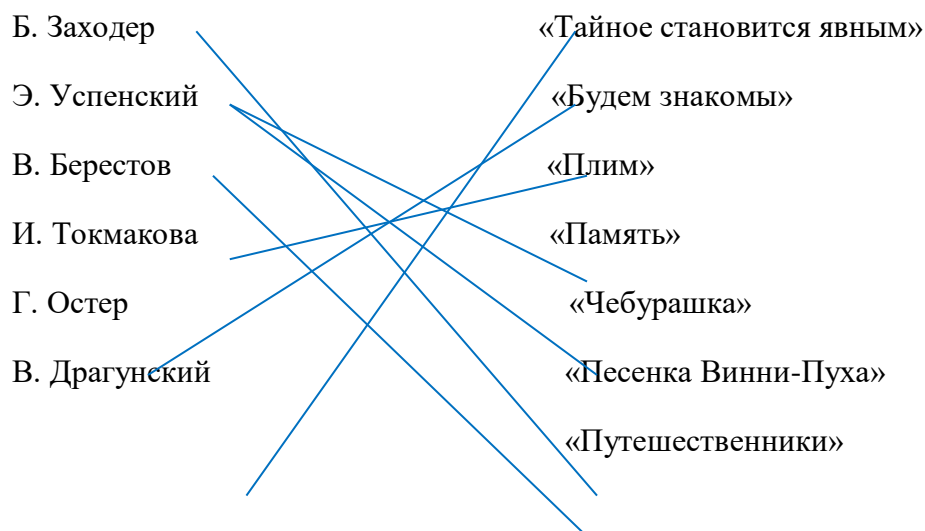 Б. Заходер «Тайное становится явным»
Э. Успенский «Будем знакомы»
В. Берестов «Плим»
И. Токмакова «Память»
Г. Остер «Чебурашка»
В. Драгунский «Песенка Винни-Пуха»
«Путешественники»